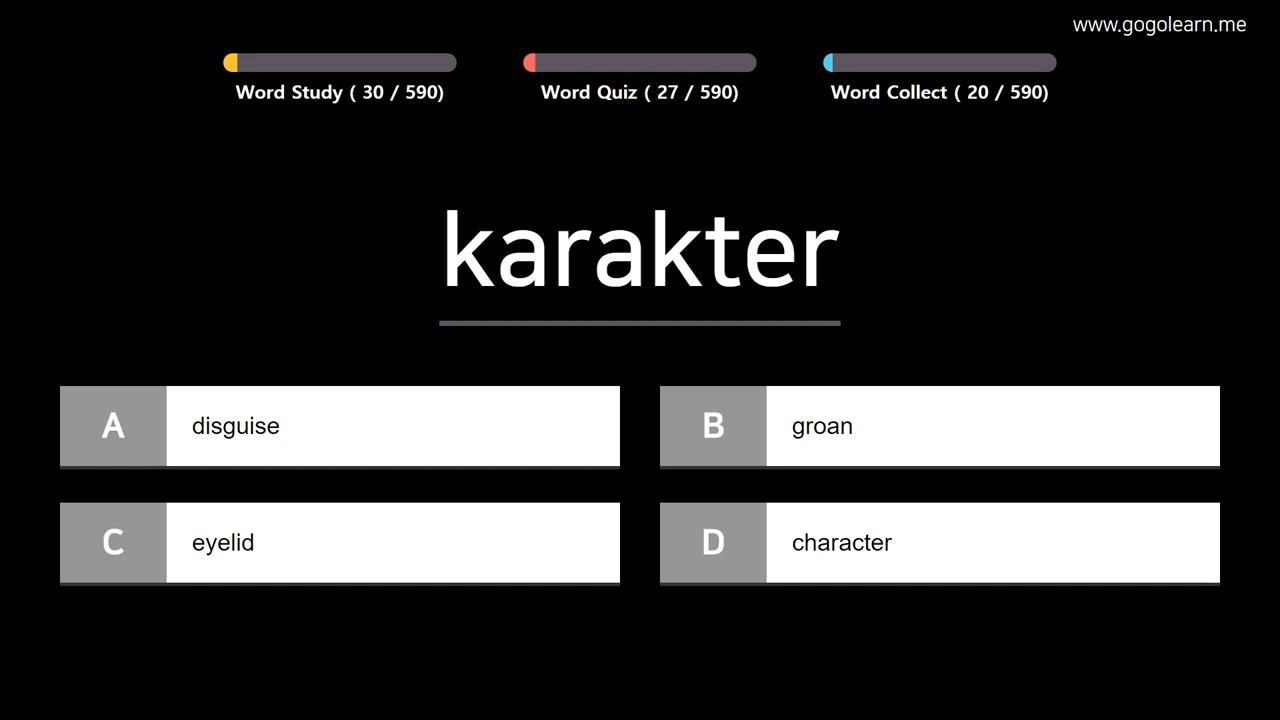 www.gogolearn.me
Word Study ( 30 / 590)
Word Quiz ( 27 / 590)
Word Collect ( 20 / 590)
karakter
A disguise
B groan
C eyelid
D character